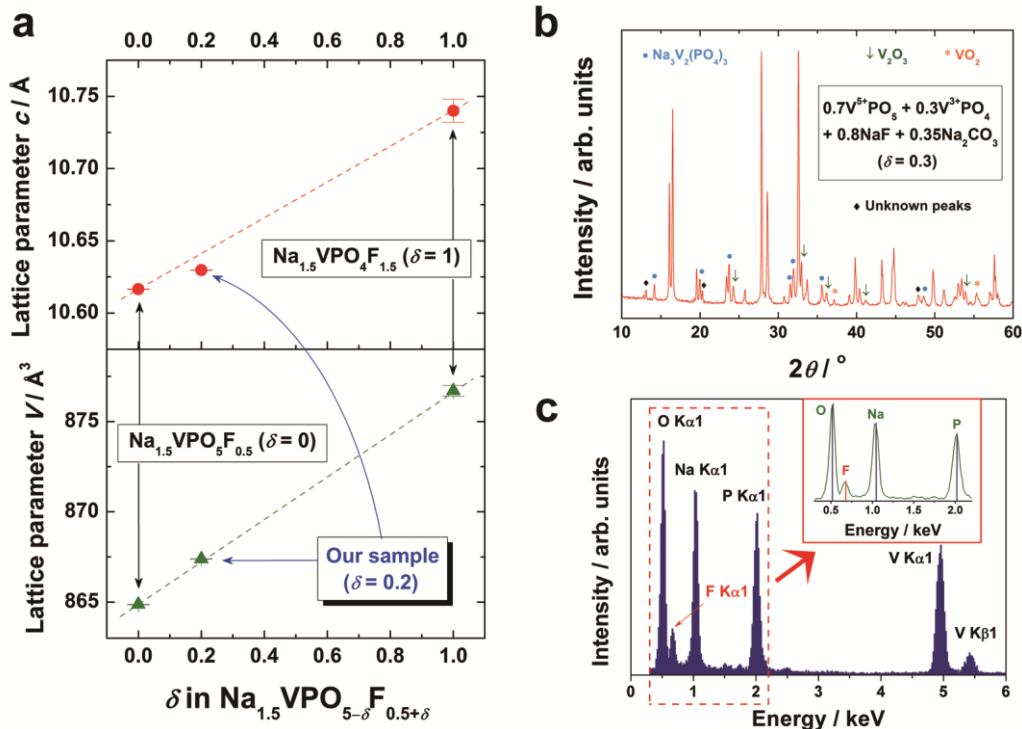 a
0.0 0.2 0.4 0.6 0.8 1.0
Lattice parameter c / Å
10.75
10.70
10.65
10.60
Na₁.₅VPO₄F₁.₅ (δ = 1)
Lattice parameter V / Å³
875
870
865
Na₁.₅VPO₅F₀.₅ (δ = 0)
Our sample
(δ = 0.2)
0.0 0.2 0.4 0.6 0.8 1.0
δ in Na₁.₅VPO₅₋δF₀.₅₊δ
b
Intensity / arb. units
• Na₃V₂(PO₄)₃ ↓ V₂O₃ * VO₂
0.7V⁵⁺PO₅ + 0.3V³⁺PO₄
+ 0.8NaF + 0.35Na₂CO₃
(δ = 0.3)
♦ Unknown peaks
10 20 30 40 50 60
2θ / °
c
Intensity / arb. units
O Kα1
Na Kα1
P Kα1
F Kα1
V Kα1
V Kβ1
O
F
Na
P
0.5 1.0 1.5 2.0
Energy / keV
0 1 2 3 4 5 6
Energy / keV